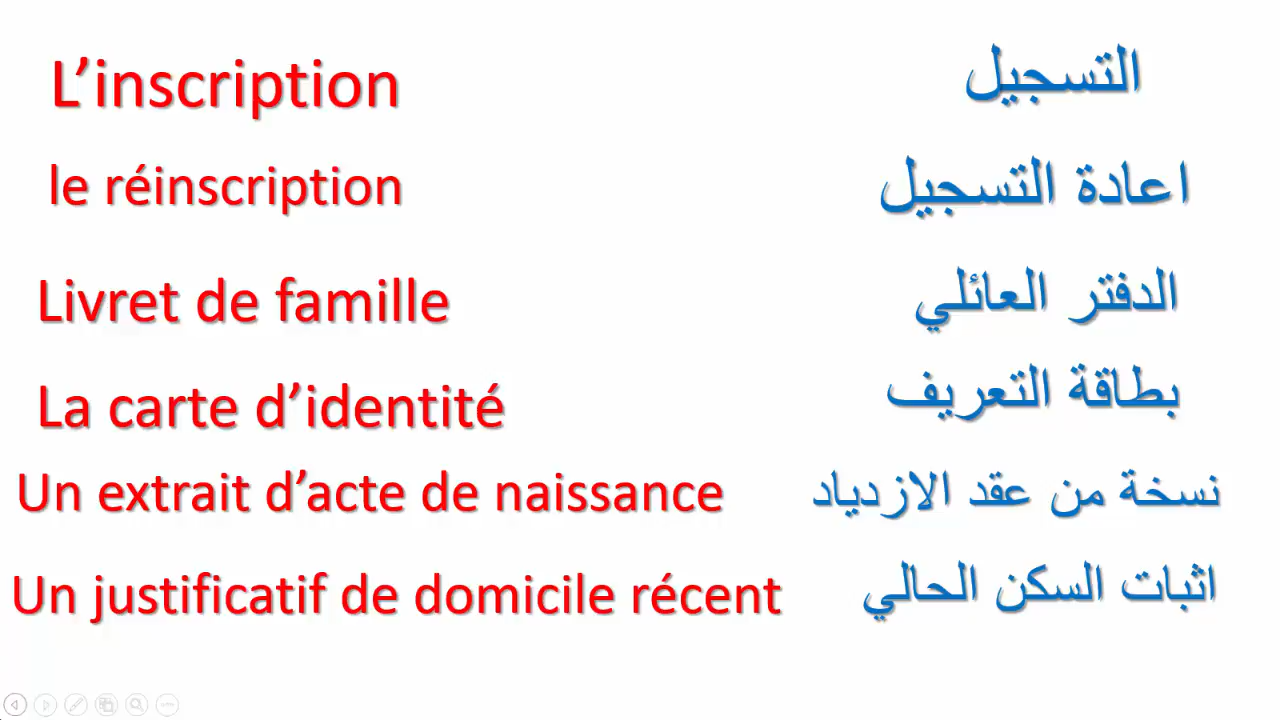 L’inscription التسجيل
le réinscription اعادة التسجيل
Livret de famille الدفتر العائلي
La carte d’identité بطاقة التعريف
Un extrait d’acte de naissance نسخة من عقد الازدياد
Un justificatif de domicile récent اثبات السكن الحالي